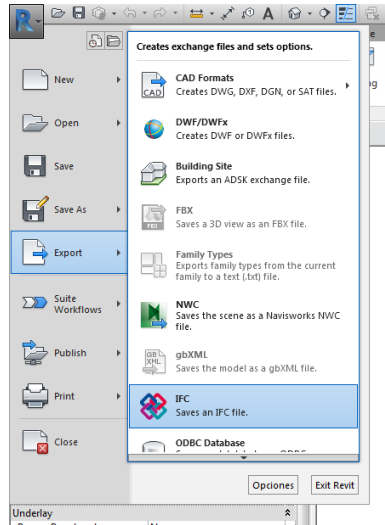 R
A
e
ng
Creates exchange files and sets options.
New
Open
Save
Save As
Export
Suite
Workflows
Publish
Print
Close
CAD
CAD Formats
Creates DWG, DXF, DGN, or SAT files.
DWF/DWFx
Creates DWF or DWFx files.
Building Site
Exports an ADSK exchange file.
FBX
FBX
Saves a 3D view as an FBX file.
Family Types
Exports family types from the current
family to a text (.txt) file.
NWC
Saves the scene as a Navisworks NWC
file.
gbXML
Saves the model as a gbXML file.
IFC
Saves an IFC file.
ODBC Database
Opciones
Exit Revit
Underlay